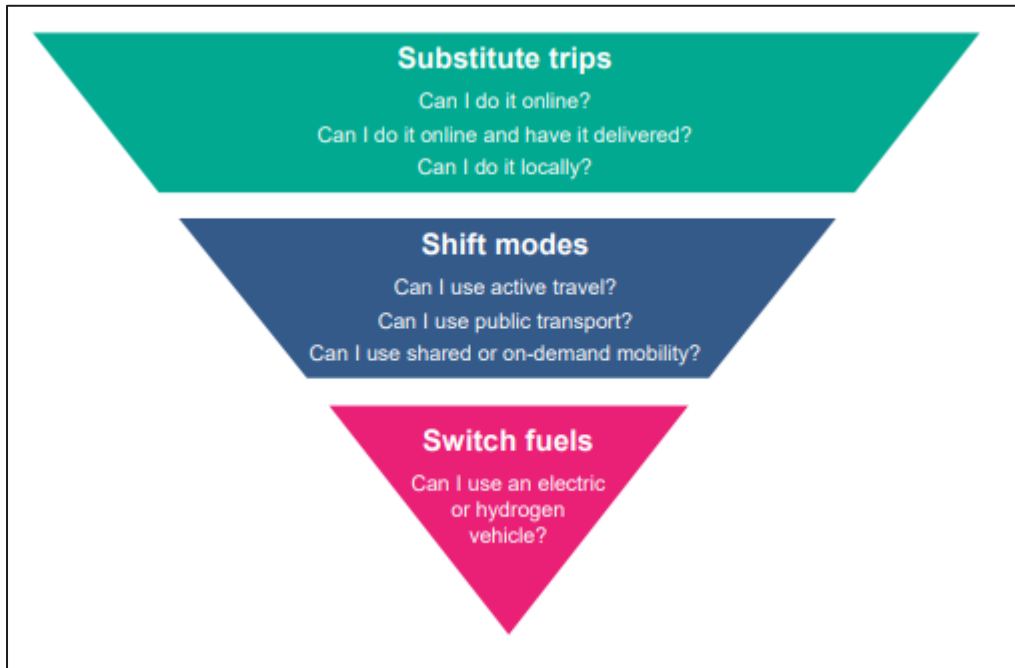 Substitute trips
Can I do it online?
Can I do it online and have it delivered?
Can I do it locally?
Shift modes
Can I use active travel?
Can I use public transport?
Can I use shared or on-demand mobility?
Switch fuels
Can I use an electric
or hydrogen
vehicle?